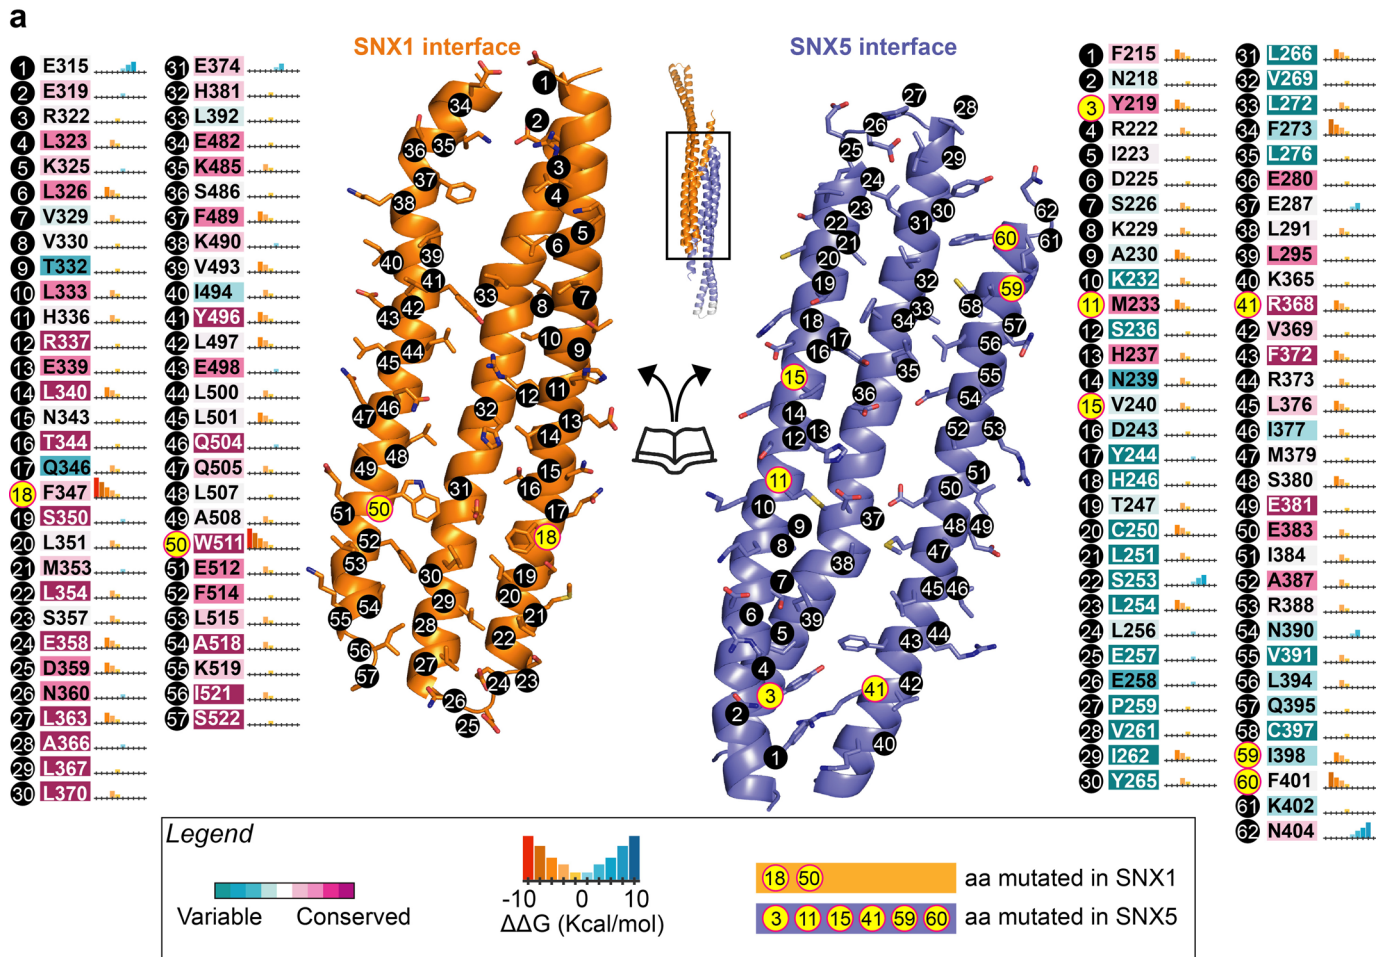 a
SNX1 interface
SNX5 interface
1 E315
2 E319
3 R322
4 L323
5 K325
6 L326
7 V329
8 V330
9 T332
10 L333
11 H336
12 R337
13 E339
14 L340
15 N343
16 T344
17 Q346
18 F347
19 S350
20 L351
21 M353
22 L354
23 S357
24 E358
25 D359
26 N360
27 L363
28 A366
29 L367
30 L370
31 E374
32 H381
33 L392
34 E482
35 K485
36 S486
37 F489
38 K490
39 V493
40 I494
41 Y496
42 L497
43 E498
44 L500
45 L501
46 Q504
47 Q505
48 L507
49 A508
50 W511
51 E512
52 F514
53 L515
54 A518
55 K519
56 I521
57 S522
1 F215
2 N218
3 Y219
4 R222
5 I223
6 D225
7 S226
8 K229
9 A230
10 K232
11 M233
12 S236
13 H237
14 N239
15 V240
16 D243
17 Y244
18 H246
19 T247
20 C250
21 L251
22 S253
23 L254
24 L256
25 E257
26 E258
27 P259
28 V261
29 I262
30 Y265
31 L266
32 V269
33 L272
34 F273
35 L276
36 E280
37 E287
38 L291
39 L295
40 K365
41 R368
42 V369
43 F372
44 R373
45 L376
46 I377
47 M379
48 S380
49 E381
50 E383
51 I384
52 A387
53 R388
54 N390
55 V391
56 L394
57 Q395
58 C397
59 I398
60 F401
61 K402
62 N404
Legend
Variable Conserved
-10 0 10
ΔΔG (Kcal/mol)
18 50 aa mutated in SNX1
3 11 15 41 59 60 aa mutated in SNX5